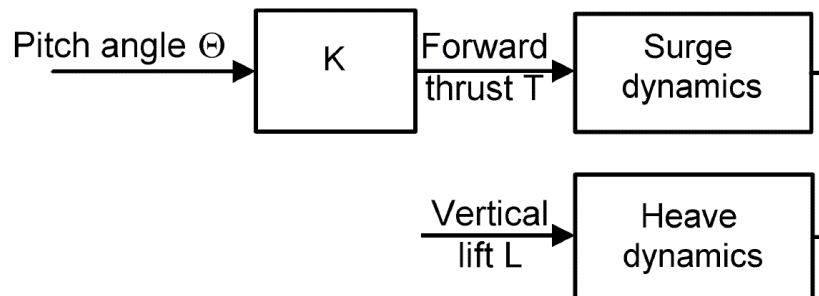 Pitch angle Θ
K
Forward
thrust T
Surge
dynamics
Vertical
lift L
Heave
dynamics